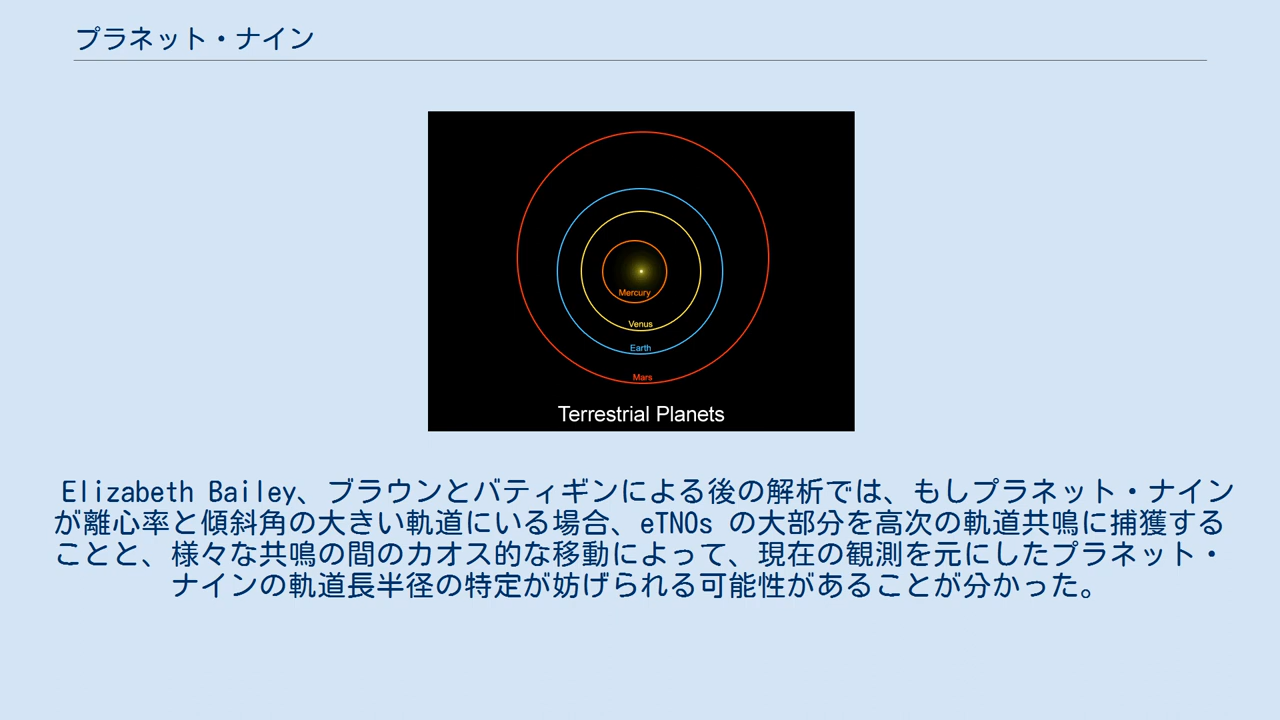 プラネット・ナイン
Mercury
Venus
Earth
Mars
Terrestrial Planets
Elizabeth Bailey、ブラウンとバティギンによる後の解析では、もしプラネット・ナイン
が離心率と傾斜角の大きい軌道にいる場合、eTNOs の大部分を高次の軌道共鳴に捕獲する
ことと、様々な共鳴の間のカオス的な移動によって、現在の観測を元にしたプラネット・
ナインの軌道長半径の特定が妨げられる可能性があることが分かった。